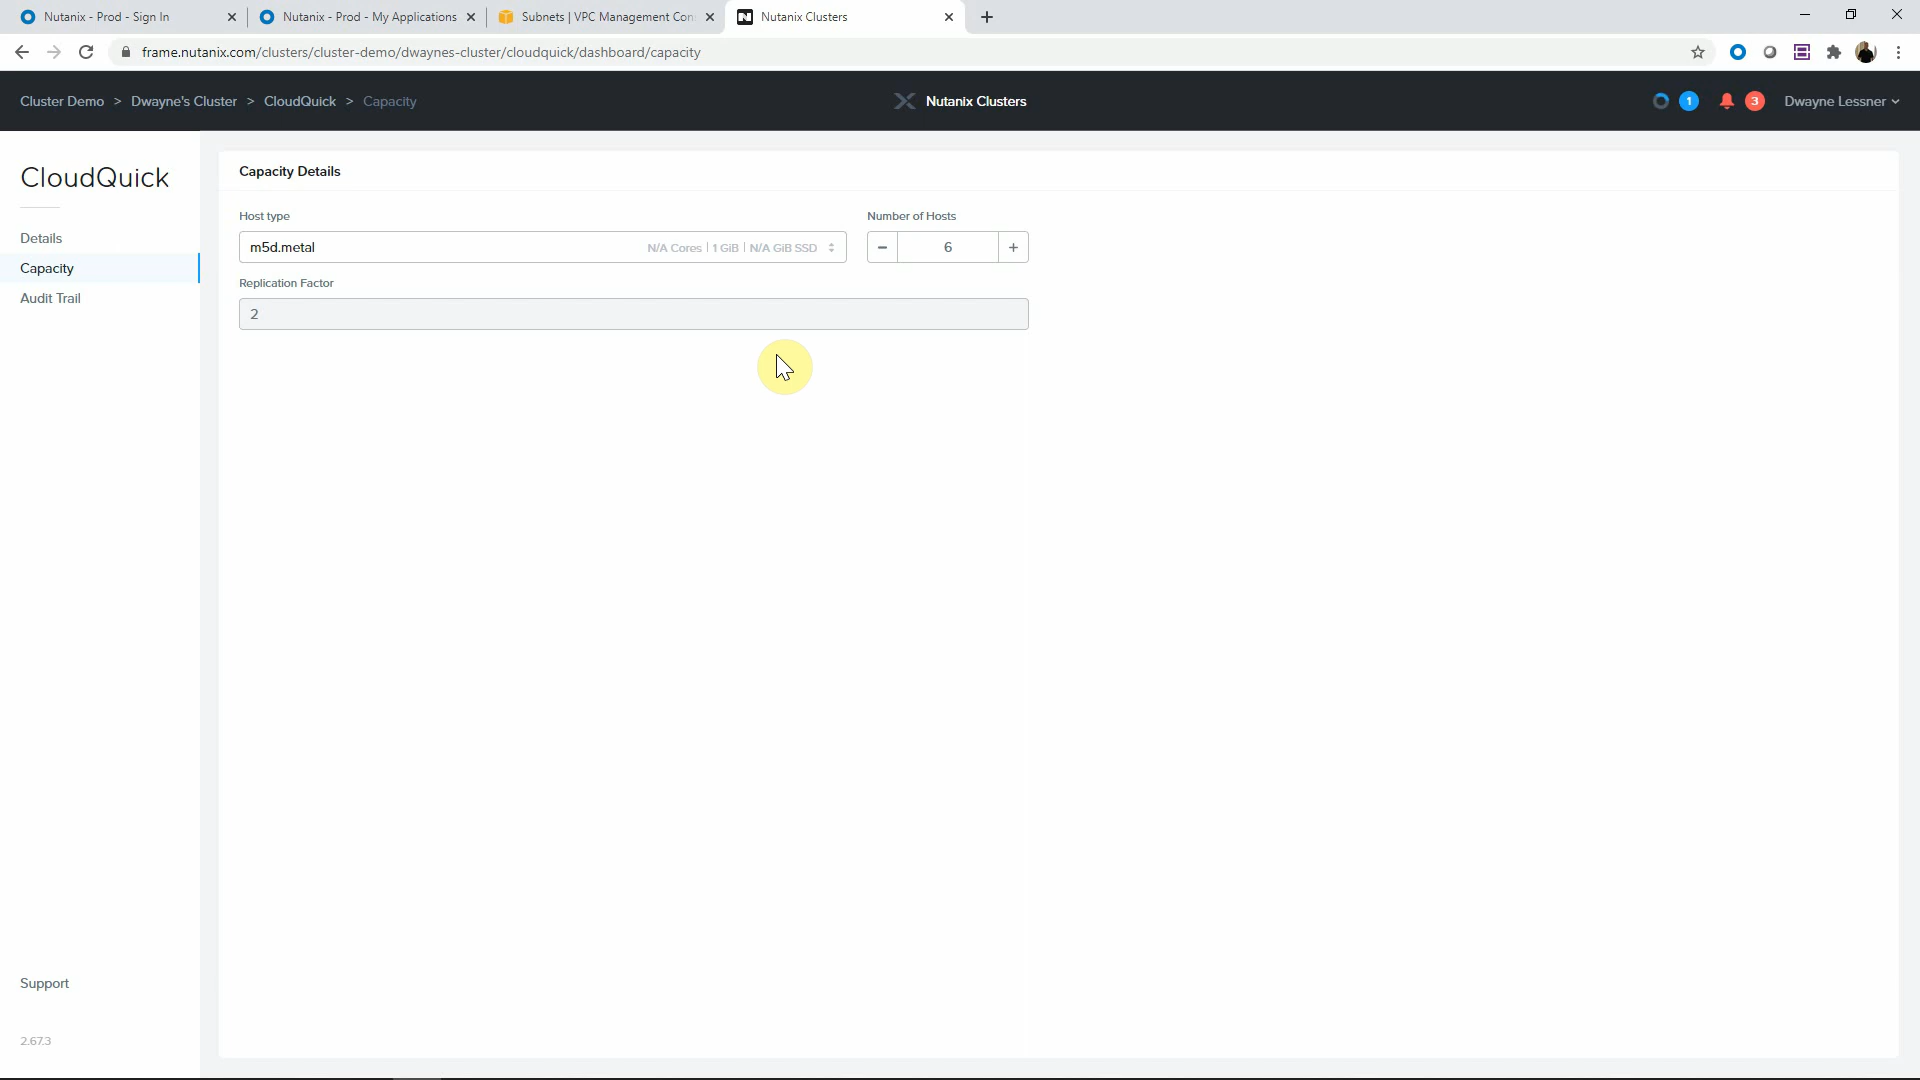 Nutanix - Prod - Sign In
Nutanix - Prod - My Applications
Subnets | VPC Management Con
Nutanix Clusters
frame.nutanix.com/clusters/cluster-demo/dwaynes-cluster/cloudquick/dashboard/capacity
Cluster Demo > Dwayne's Cluster > CloudQuick > Capacity
Nutanix Clusters
1
3
Dwayne Lessner
CloudQuick
Details
Capacity
Audit Trail
Capacity Details
Host type
Number of Hosts
m5d.metal
N/A Cores | 1 GiB | N/A GiB SSD
− 6 +
Replication Factor
2
Support
2.67.3